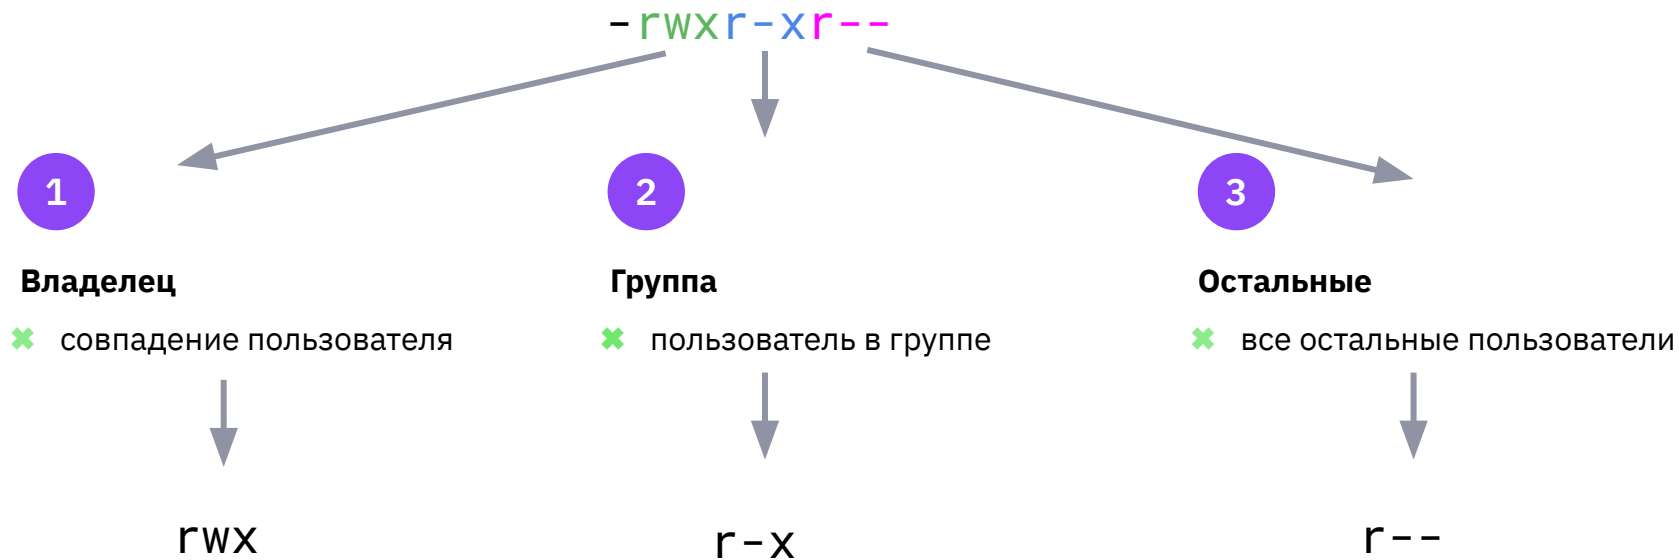 -rwxr-xr--
1
Владелец
✖ совпадение пользователя
rwx
2
Группа
✖ пользователь в группе
r-x
3
Остальные
✖ все остальные пользователи
r--